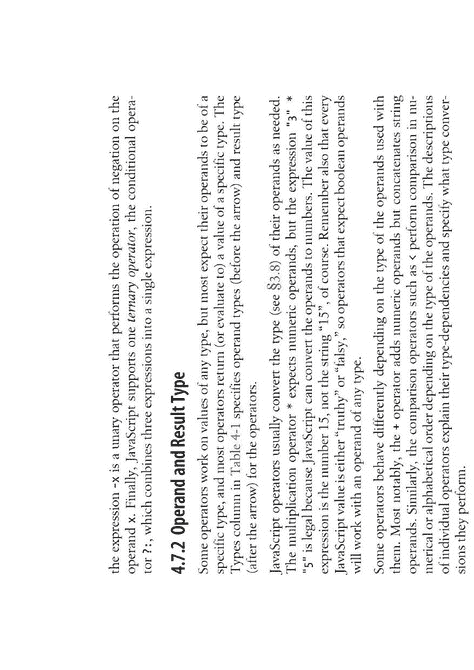 the expression -x is a unary operator that performs the operation of negation on the
operand x. Finally, JavaScript supports one ternary operator, the conditional opera-
tor ?:, which combines three expressions into a single expression.
4.7.2 Operand and Result Type
Some operators work on values of any type, but most expect their operands to be of a
specific type, and most operators return (or evaluate to) a value of a specific type. The
Types column in Table 4-1 specifies operand types (before the arrow) and result type
(after the arrow) for the operators.
JavaScript operators usually convert the type (see §3.8) of their operands as needed.
The multiplication operator * expects numeric operands, but the expression "3" *
"5" is legal because JavaScript can convert the operands to numbers. The value of this
expression is the number 15, not the string “15”, of course. Remember also that every
JavaScript value is either “truthy” or “falsy,” so operators that expect boolean operands
will work with an operand of any type.
Some operators behave differently depending on the type of the operands used with
them. Most notably, the + operator adds numeric operands but concatenates string
operands. Similarly, the comparison operators such as < perform comparison in nu-
merical or alphabetical order depending on the type of the operands. The descriptions
of individual operators explain their type-dependencies and specify what type conver-
sions they perform.